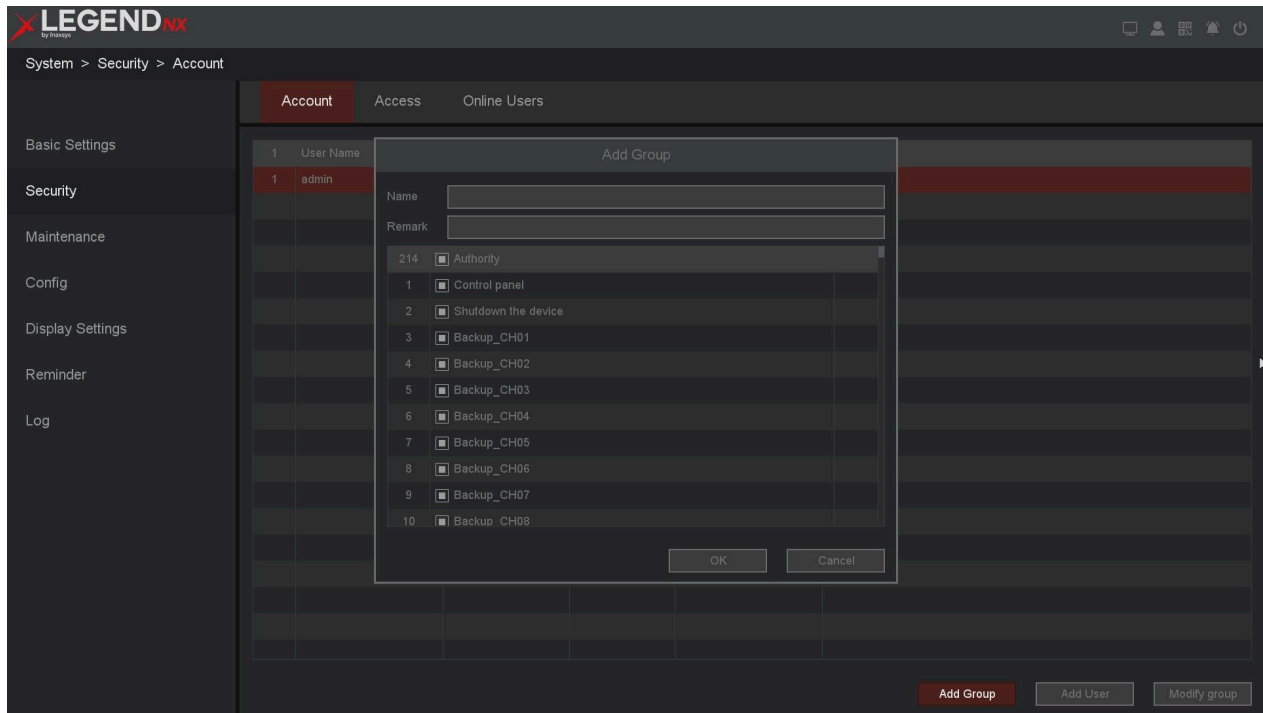 LEGENDNX
by Inaxsys
System > Security > Account
Account Access Online Users
Basic Settings
Security
Maintenance
Config
Display Settings
Reminder
Log
1 User Name
1 admin
Add Group
Name
Remark
214 Authority
1 Control panel
2 Shutdown the device
3 Backup_CH01
4 Backup_CH02
5 Backup_CH03
6 Backup_CH04
7 Backup_CH05
8 Backup_CH06
9 Backup_CH07
10 Backup_CH08
OK Cancel
Add Group Add User Modify group